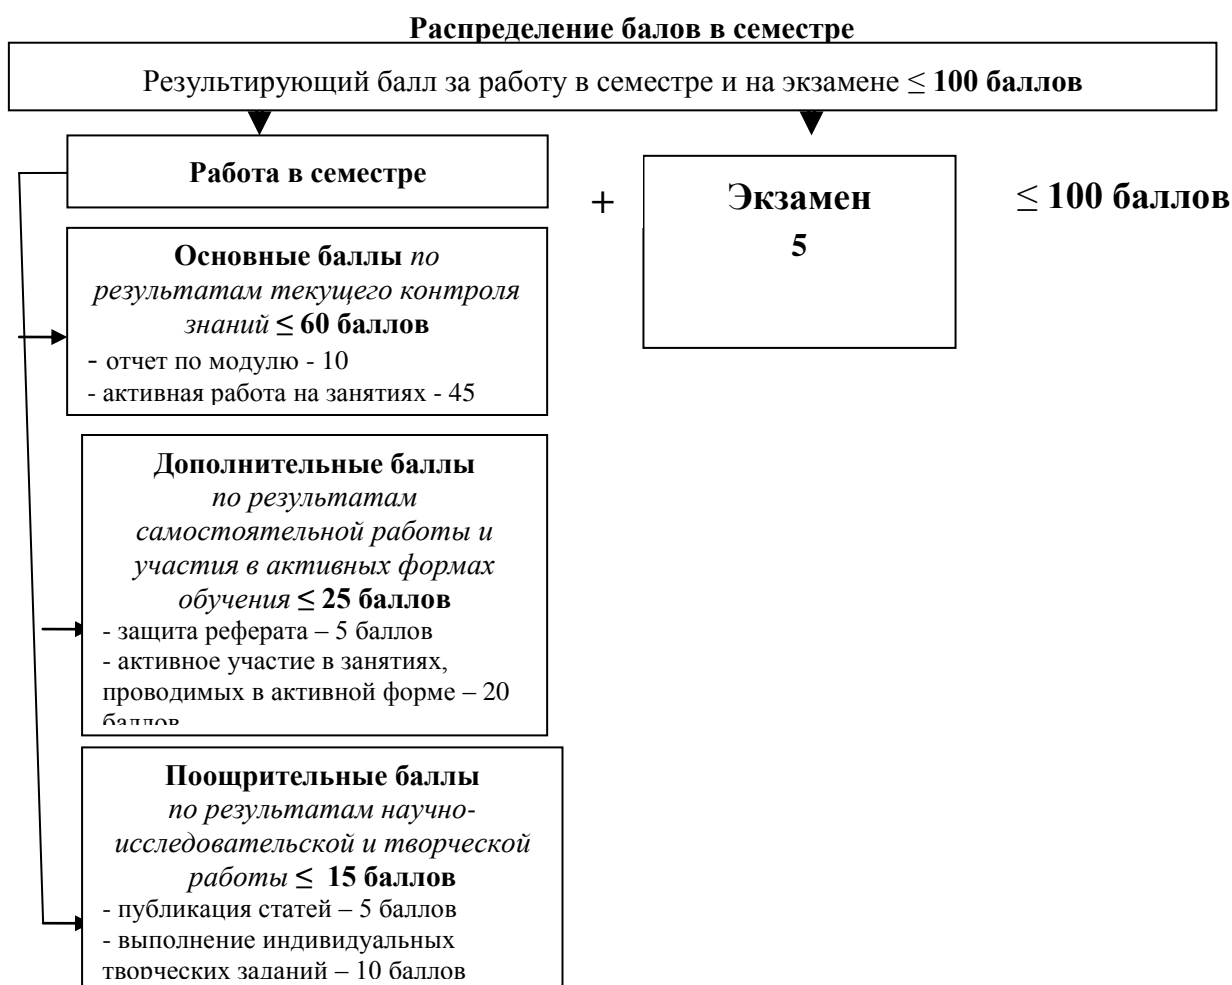 Распределение балов в семестре
Результирующий балл за работу в семестре и на экзамене ≤ 100 баллов
Работа в семестре
+
Экзамен
5
≤ 100 баллов
Основные баллы по
результатам текущего контроля
знаний ≤ 60 баллов
- отчет по модулю - 10
- активная работа на занятиях - 45
Дополнительные баллы
по результатам
самостоятельной работы и
участия в активных формах
обучения ≤ 25 баллов
- защита реферата – 5 баллов
- активное участие в занятиях,
проводимых в активной форме – 20
баллов
Поощрительные баллы
по результатам научно-
исследовательской и творческой
работы ≤ 15 баллов
- публикация статей – 5 баллов
- выполнение индивидуальных
творческих заданий – 10 баллов